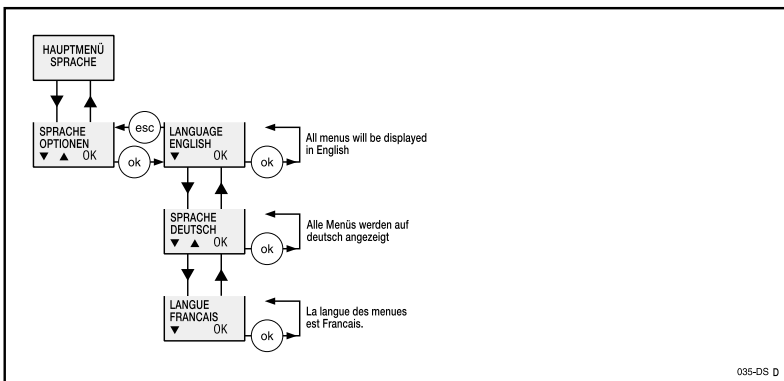 HAUPTMENÜ
SPRACHE
SPRACHE
OPTIONEN
▼ ▲ OK
esc
ok
LANGUAGE
ENGLISH
▼ OK
ok
All menus will be displayed
in English
SPRACHE
DEUTSCH
▼ ▲ OK
ok
Alle Menüs werden auf
deutsch angezeigt
LANGUE
FRANCAIS
▼ OK
ok
La langue des menues
est Francais.
035-DS D